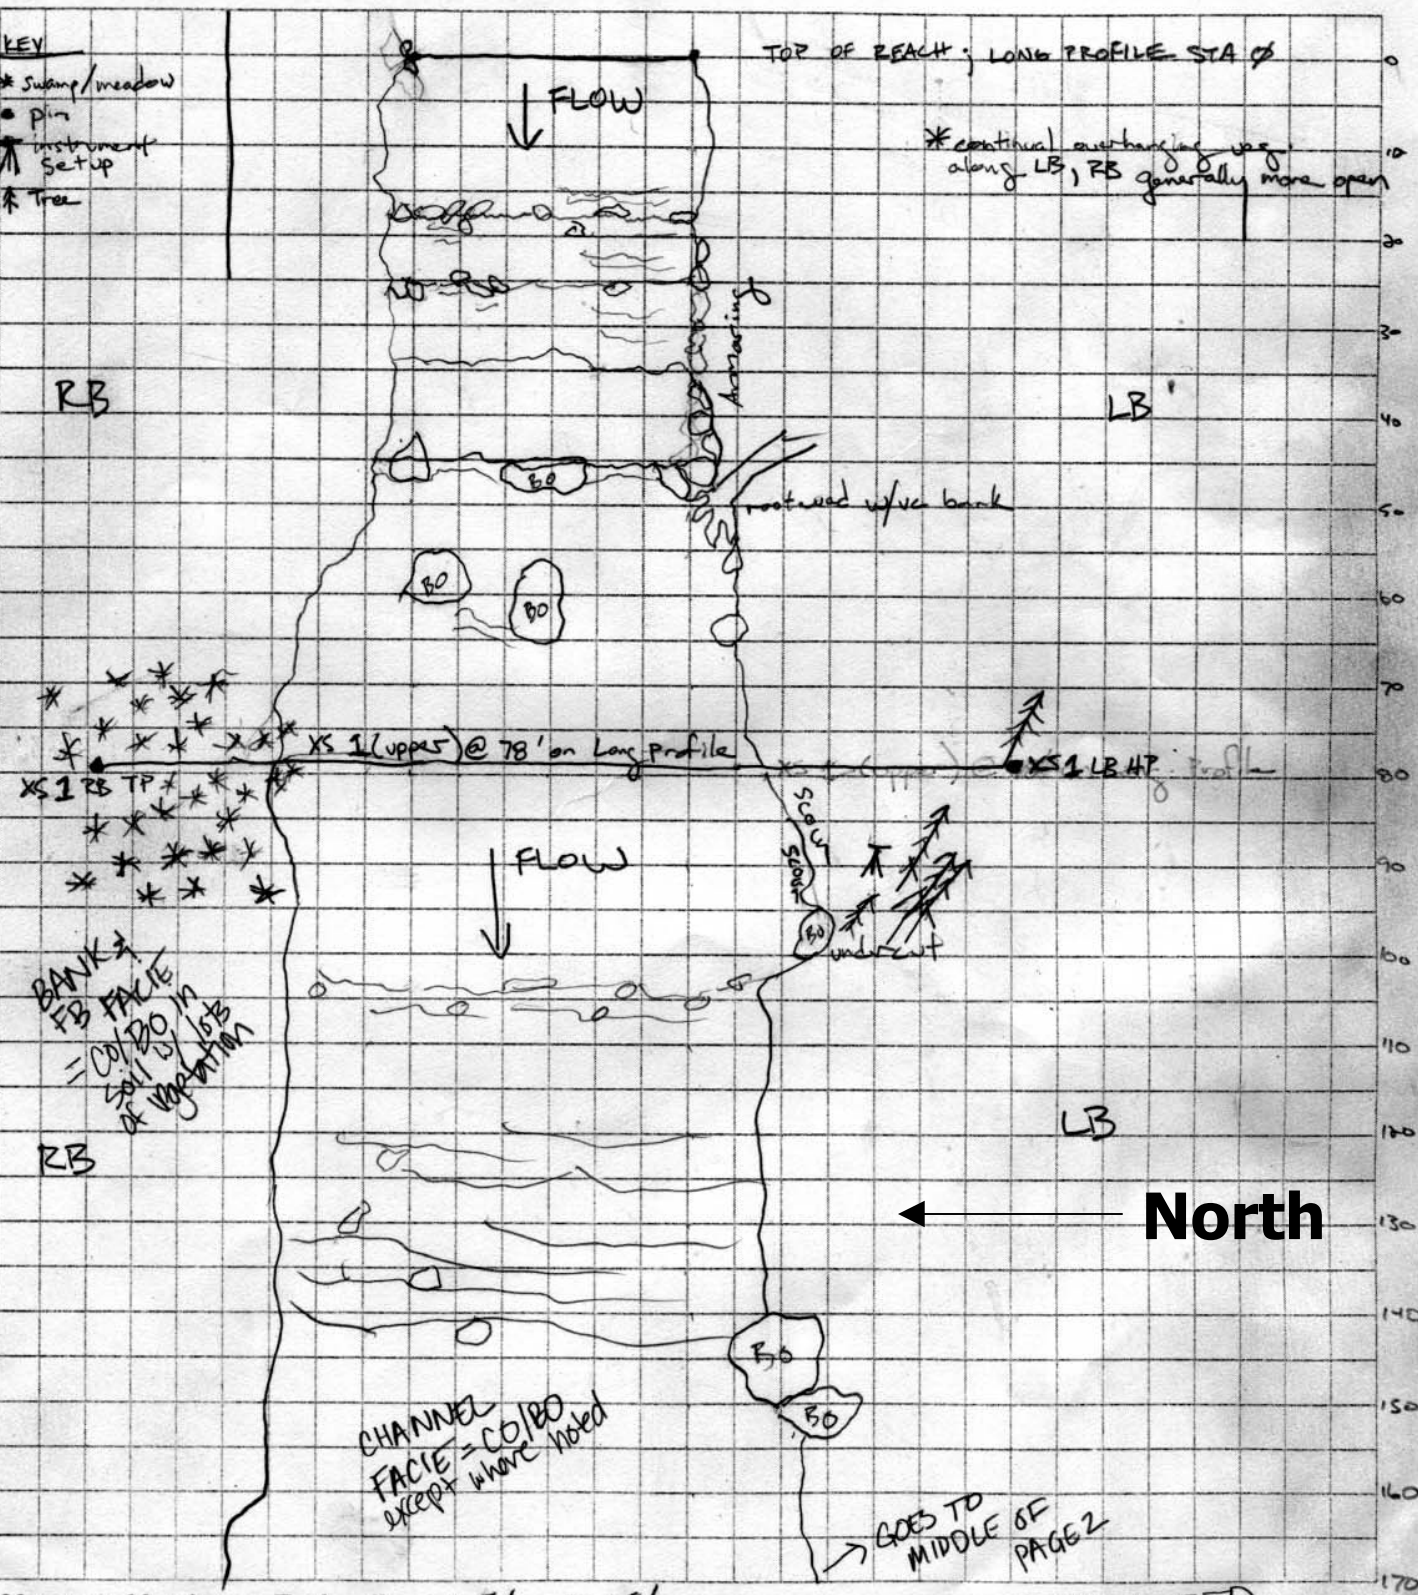 KEY
* swamp/meadow
• pin
instrument
setup
Tree
TOP OF REACH; LONG PROFILE STA Ø
FLOW
* continual overhanging veg.
along LB, RB generally more open
0
10
20
30
40
50
60
70
80
90
100
110
120
130
140
150
160
170
Armoring
RB
LB
BO
rootwad w/vc bank
BO
BO
XS 1 (upper) @ 78' on Long profile
XS 1 RB TP
XS 1 LB HP
Profile
scour
scour
FLOW
BO
undercut
BANK &
FB FACIE
= CO/BO in
soil w/ lots
of vegetation
RB
LB
North
BO
BO
CHANNEL
FACIE = CO/BO
except where noted
→ GOES TO
MIDDLE OF
PAGE 2